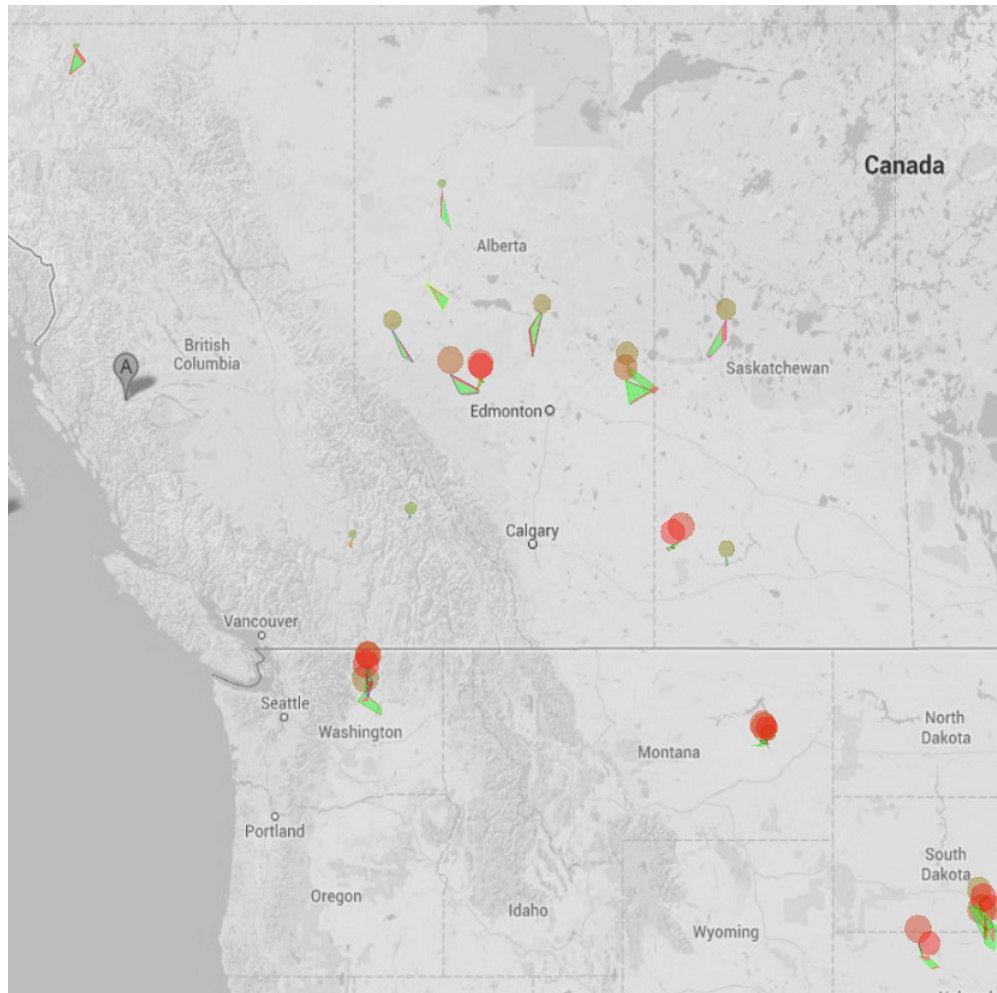 Canada
Alberta
British
Columbia
A
Saskatchewan
Edmonton
Calgary
Vancouver
Seattle
Washington
North
Dakota
Montana
Portland
South
Dakota
Oregon
Idaho
Wyoming